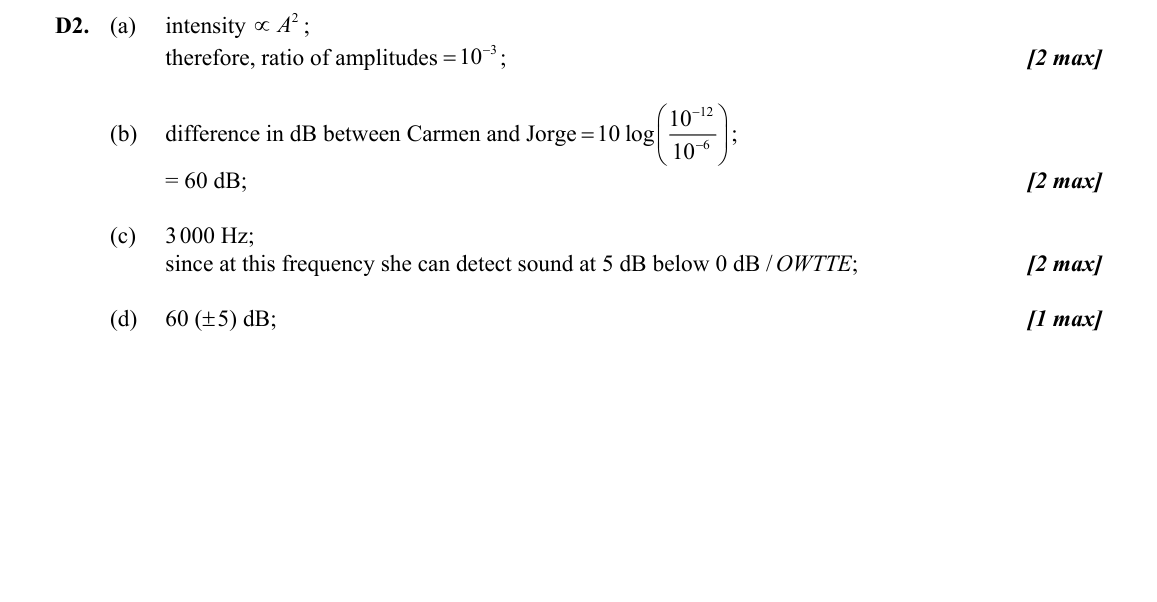 D2. (a) intensity ∝ A² ;
therefore, ratio of amplitudes = 10⁻³ ; [2 max]
(b) difference in dB between Carmen and Jorge = 10 log(10⁻¹²/10⁻⁶);
= 60 dB; [2 max]
(c) 3 000 Hz;
since at this frequency she can detect sound at 5 dB below 0 dB / OWTTE; [2 max]
(d) 60 (±5) dB; [1 max]